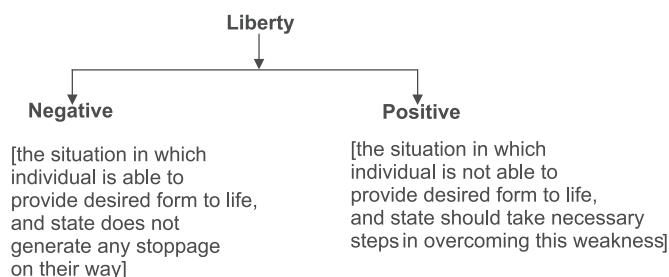 Liberty
Negative
[the situation in which
individual is able to
provide desired form to life,
and state does not
generate any stoppage
on their way]
Positive
[the situation in which
individual is not able to
provide desired form to life,
and state should take necessary
steps in overcoming this weakness]